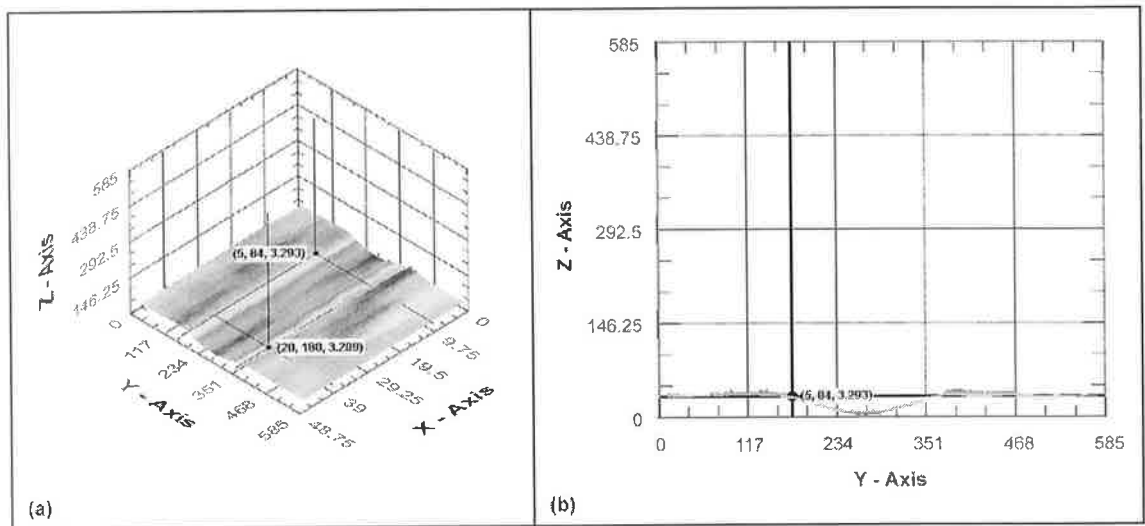 585
438.75
292.5
146.25
Z - Axis
(5, 84, 3.293)
(20, 180, 3.209)
0
117
234
351
468
585
Y - Axis
0
9.75
19.5
29.25
39
48.75
X - Axis
(a)
585
438.75
292.5
146.25
0
Z - Axis
(5, 84, 3.293)
0
117
234
351
468
585
Y - Axis
(b)